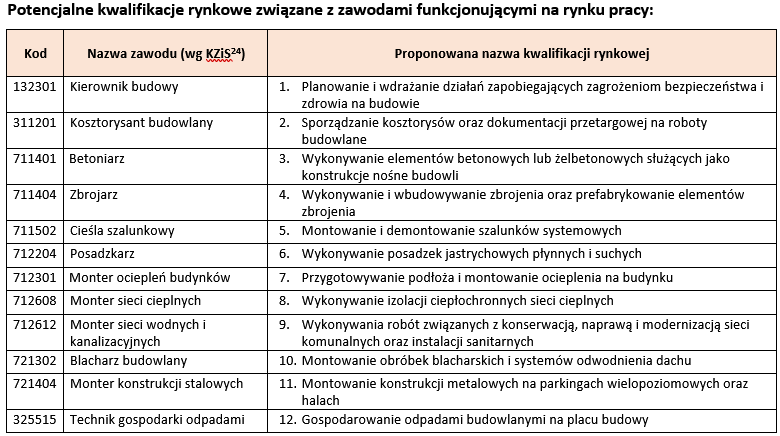 Potencjalne kwalifikacje rynkowe związane z zawodami funkcjonującymi na rynku pracy:
Kod Nazwa zawodu (wg KZiS24) Proponowana nazwa kwalifikacji rynkowej
132301 Kierownik budowy 1. Planowanie i wdrażanie działań zapobiegających zagrożeniom bezpieczeństwa i
zdrowia na budowie
311201 Kosztorysant budowlany 2. Sporządzanie kosztorysów oraz dokumentacji przetargowej na roboty
budowlane
711401 Betoniarz 3. Wykonywanie elementów betonowych lub żelbetonowych służących jako
konstrukcje nośne budowli
711404 Zbrojarz 4. Wykonywanie i wbudowywanie zbrojenia oraz prefabrykowanie elementów
zbrojenia
711502 Cieśla szalunkowy 5. Montowanie i demontowanie szalunków systemowych
712204 Posadzkarz 6. Wykonywanie posadzek jastrychowych płynnych i suchych
712301 Monter ociepleń budynków 7. Przygotowywanie podłoża i montowanie ocieplenia na budynku
712608 Monter sieci cieplnych 8. Wykonywanie izolacji ciepłochronnych sieci cieplnych
712612 Monter sieci wodnych i 9. Wykonywania robót związanych z konserwacją, naprawą i modernizacją sieci
kanalizacyjnych komunalnych oraz instalacji sanitarnych
721302 Blacharz budowlany 10. Montowanie obróbek blacharskich i systemów odwodnienia dachu
721404 Monter konstrukcji stalowych 11. Montowanie konstrukcji metalowych na parkingach wielopoziomowych oraz
halach
325515 Technik gospodarki odpadami 12. Gospodarowanie odpadami budowlanymi na placu budowy